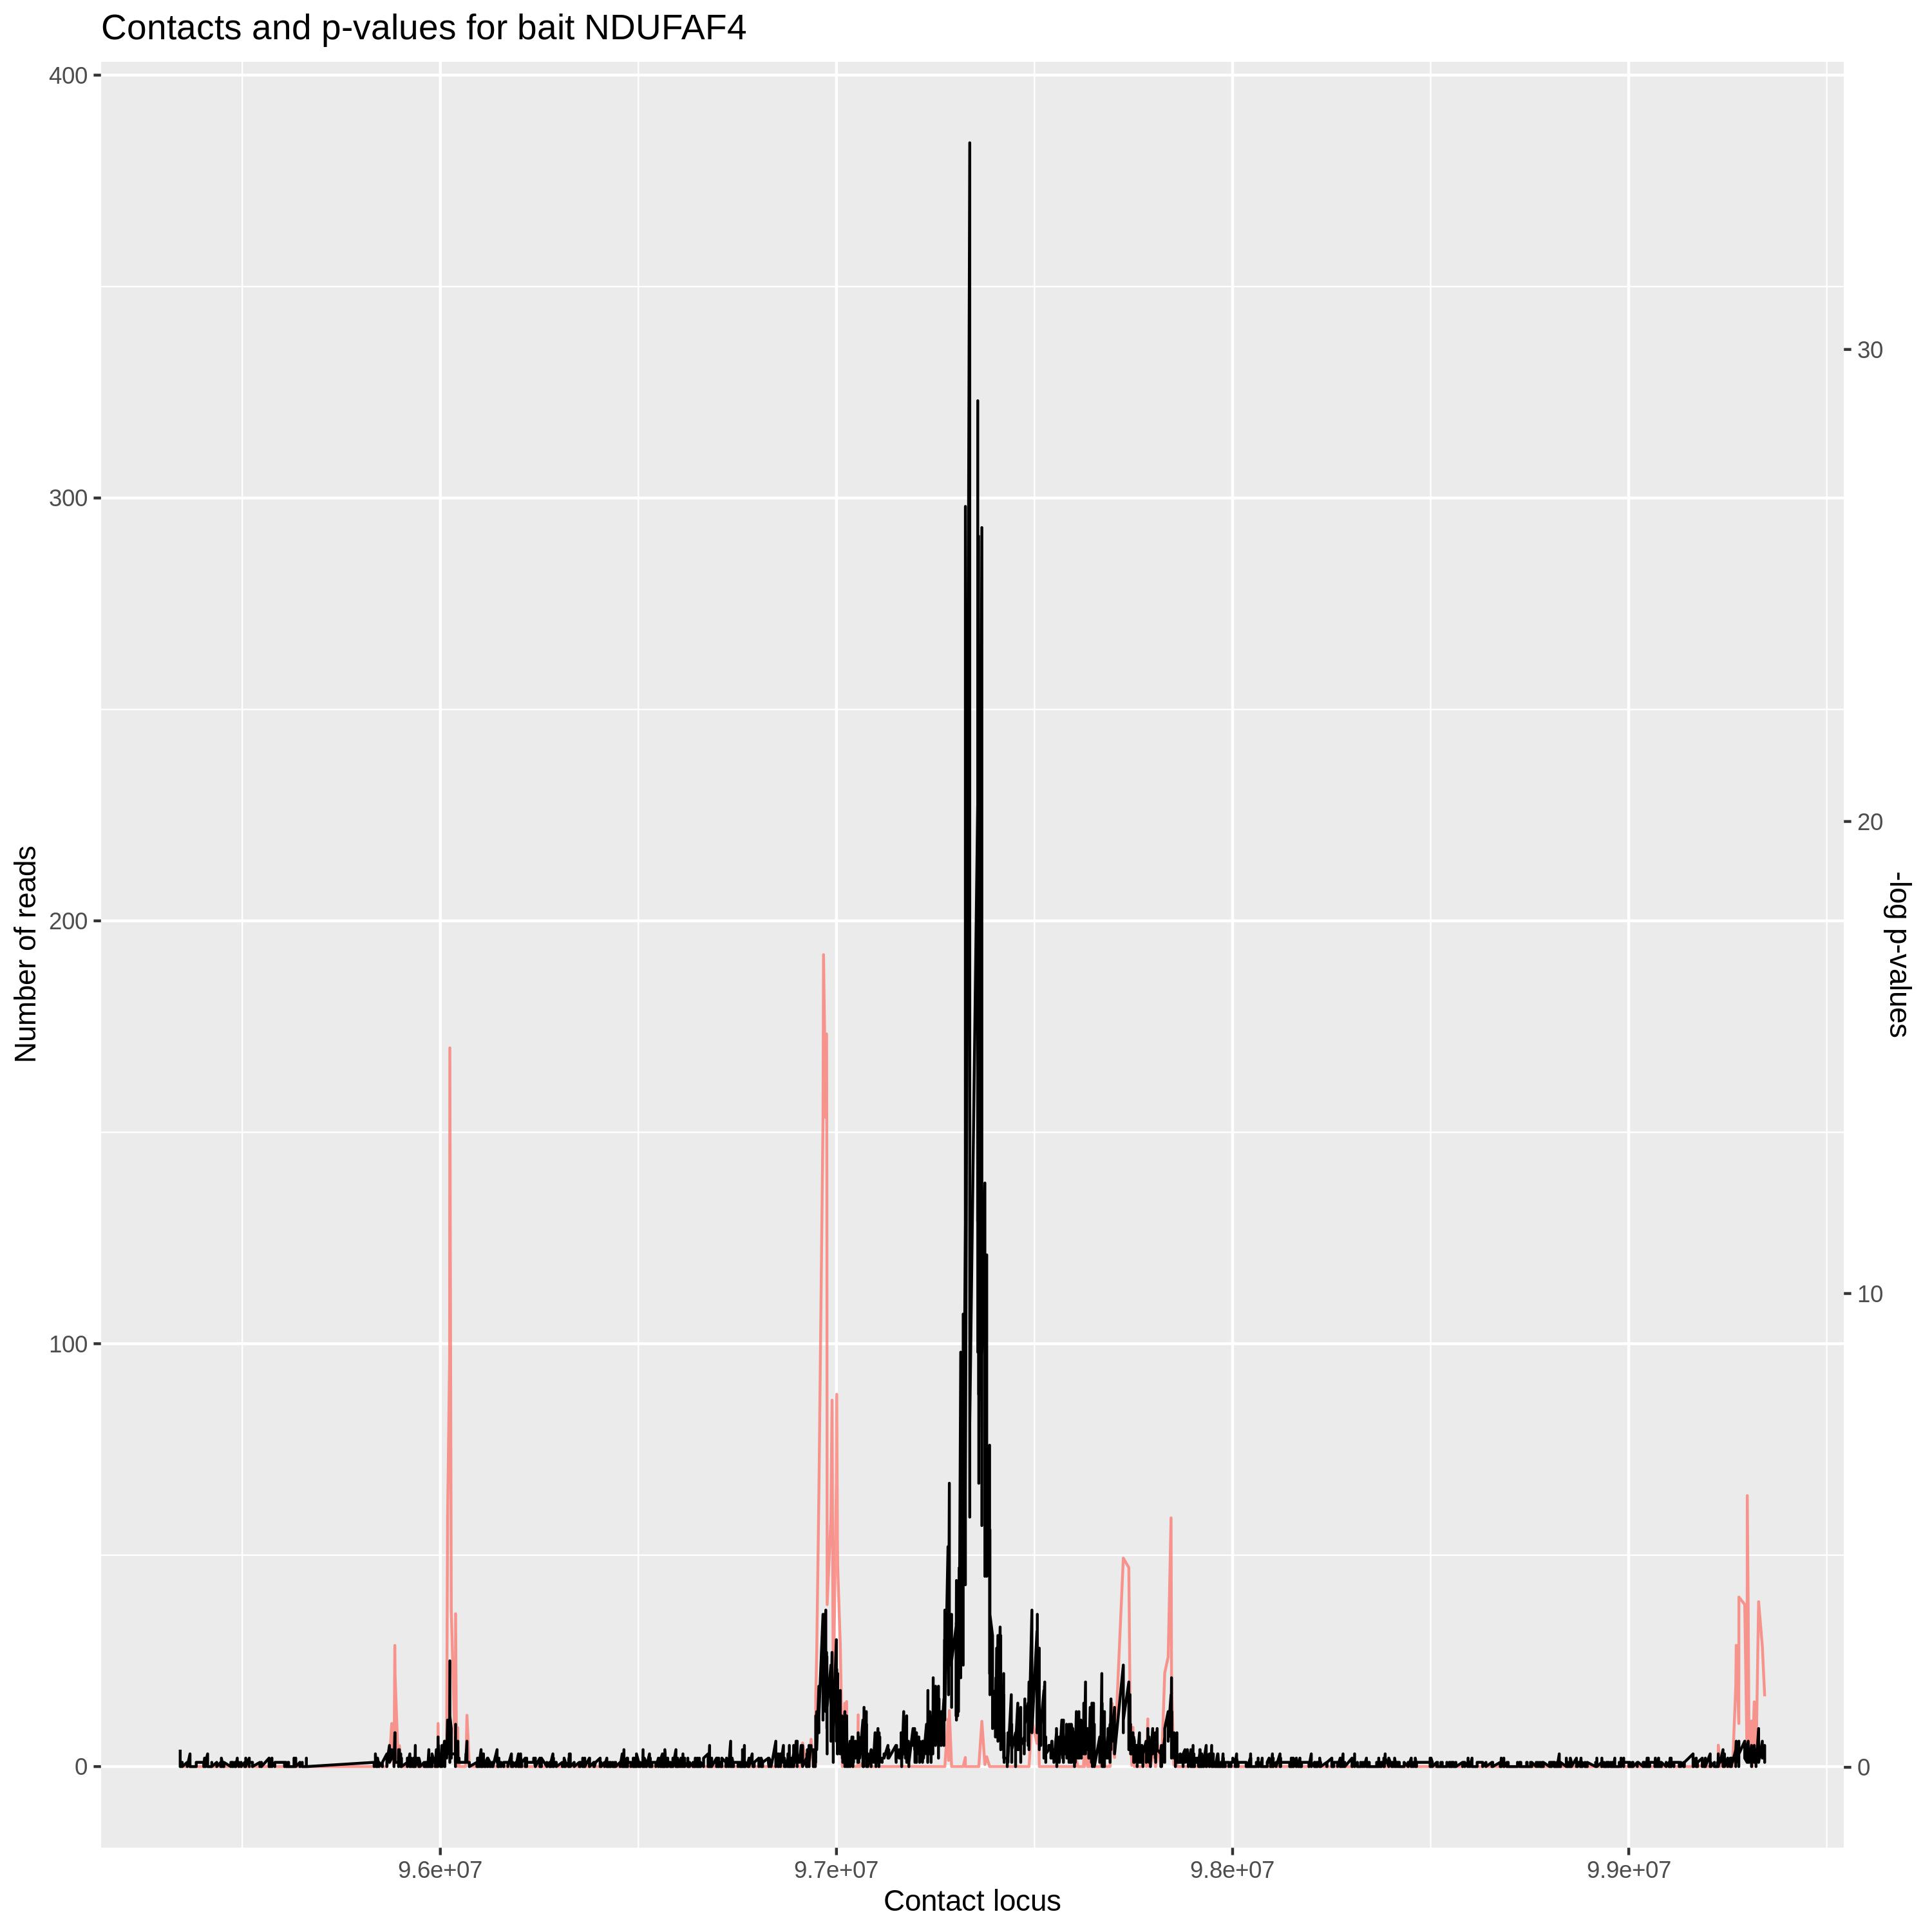 Contacts and p-values for bait NDUFAF4
400
300
200
100
0
Number of reads
30
20
10
0
-log p-values
9.6e+07
9.7e+07
9.8e+07
9.9e+07
Contact locus